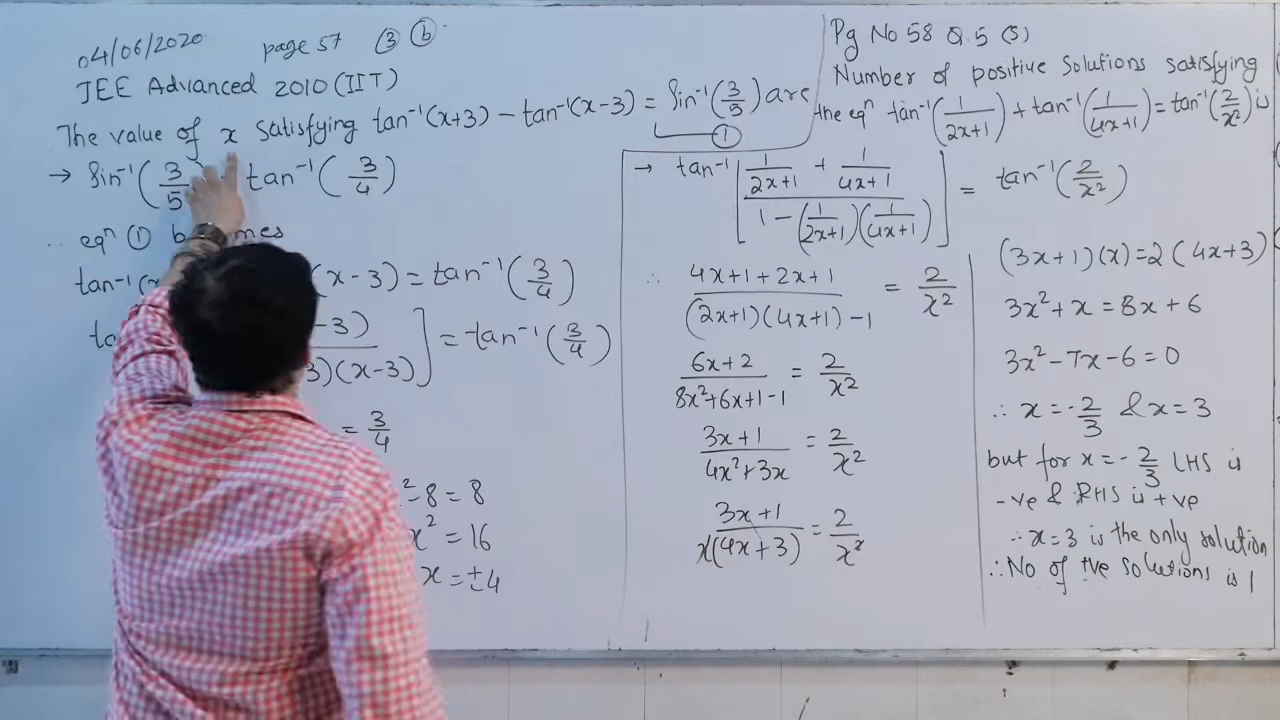 04/06/2020 page 57 (3) (b)
JEE Advanced 2010 (IIT)
The value of x satisfying tan⁻¹(x+3) − tan⁻¹(x−3) = Sin⁻¹(3/5) are
(1)
→ Sin⁻¹(3/5) tan⁻¹(3/4)
∴ eqⁿ (1) b mes
tan⁻¹( (x−3) = tan⁻¹(3/4)
−3) / 3)(x−3)] = tan⁻¹(3/4)
= 3/4
²−8 = 8
x² = 16
x = ±4
Pg No 58 Q.5 (S)
Number of positive Solutions satisfying
the eqⁿ tan⁻¹(1/(2x+1)) + tan⁻¹(1/(4x+1)) = tan⁻¹(2/x²) is
→ tan⁻¹[(1/(2x+1) + 1/(4x+1)) / (1 − (1/(2x+1))(1/(4x+1)))] = tan⁻¹(2/x²)
∴ (4x+1+2x+1) / ((2x+1)(4x+1)−1) = 2/x²
(6x+2) / (8x²+6x+1−1) = 2/x²
(3x+1) / (4x²+3x) = 2/x²
(3x+1) / (x(4x+3)) = 2/x²
(3x+1)(x) = 2(4x+3)
3x²+x = 8x+6
3x²−7x−6 = 0
∴ x = −2/3 & x = 3
but for x = −2/3 LHS is
−ve & RHS is +ve
∴ x=3 is the only solution
∴ No of +ve solutions is 1